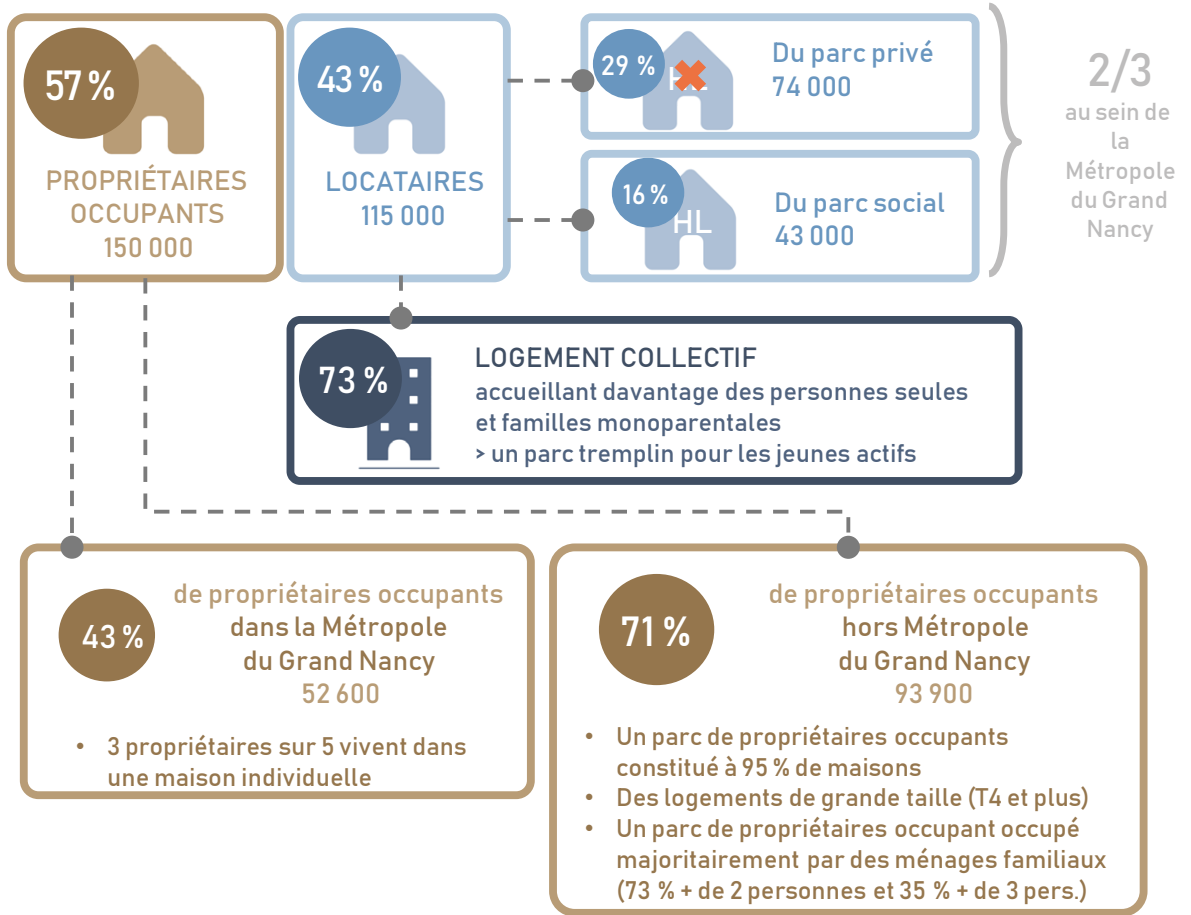 57 %
PROPRIÉTAIRES
OCCUPANTS
150 000
43 %
LOCATAIRES
115 000
29 %
Du parc privé
74 000
16 %
HL
Du parc social
43 000
2/3
au sein de
la
Métropole
du Grand
Nancy
73 %
LOGEMENT COLLECTIF
accueillant davantage des personnes seules
et familles monoparentales
> un parc tremplin pour les jeunes actifs
43 %
de propriétaires occupants
dans la Métropole
du Grand Nancy
52 600
• 3 propriétaires sur 5 vivent dans
une maison individuelle
71 %
de propriétaires occupants
hors Métropole
du Grand Nancy
93 900
• Un parc de propriétaires occupants
constitué à 95 % de maisons
• Des logements de grande taille (T4 et plus)
• Un parc de propriétaires occupant occupé
majoritairement par des ménages familiaux
(73 % + de 2 personnes et 35 % + de 3 pers.)